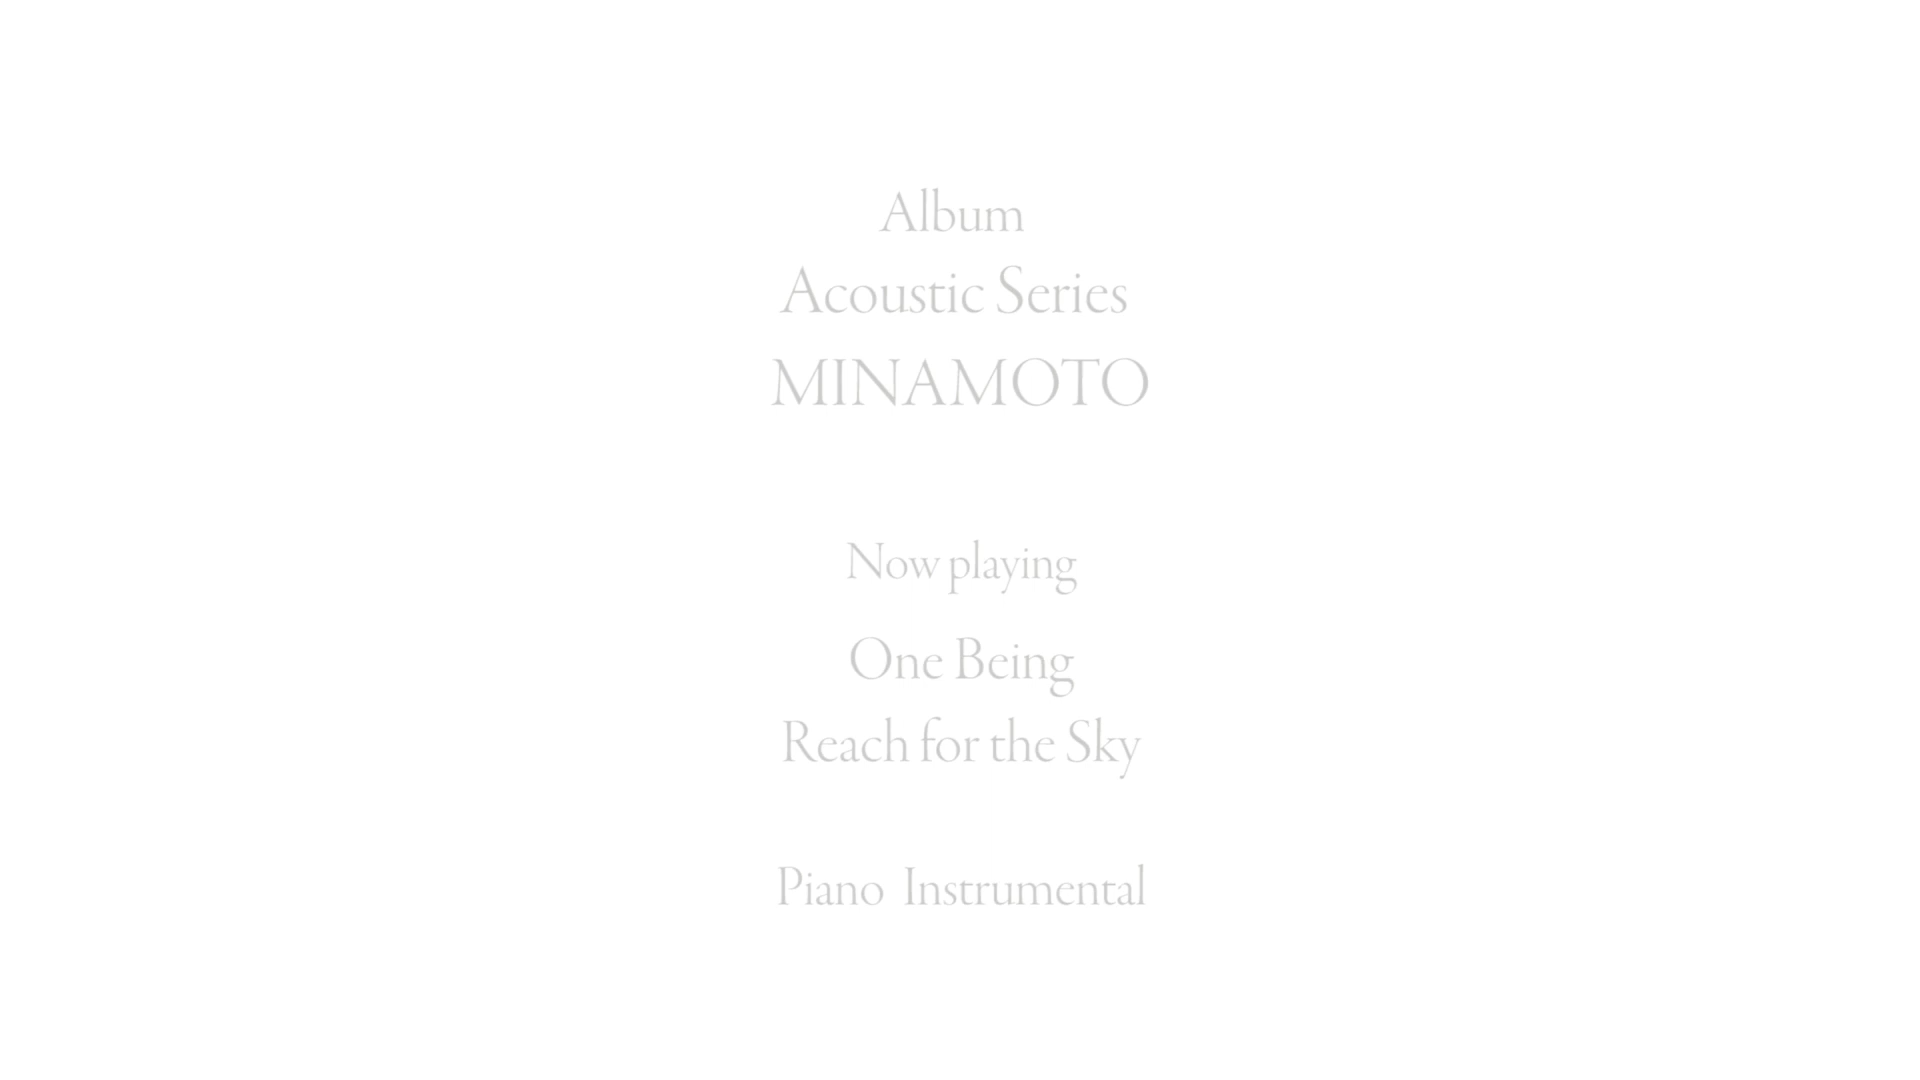 Album
Acoustic Series
MINAMOTO
Now playing
One Being
Reach for the Sky
Piano Instrumental